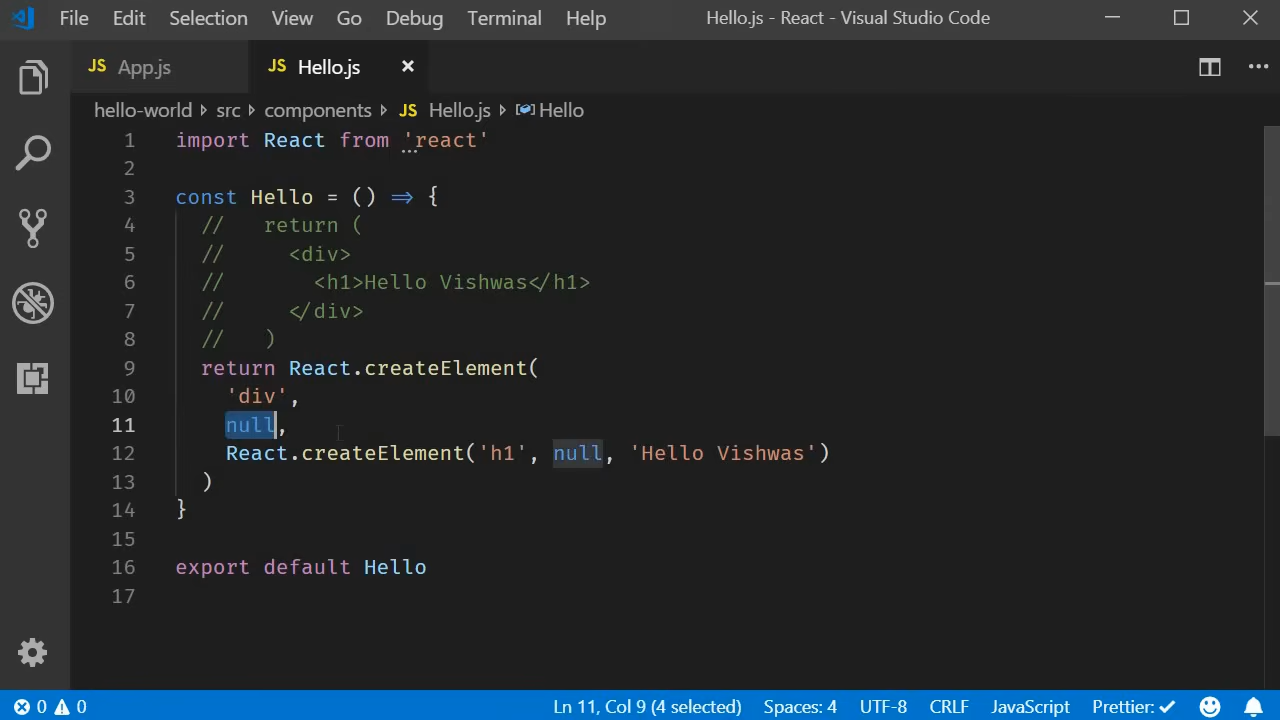 File Edit Selection View Go Debug Terminal Help Hello.js - React - Visual Studio Code
JS App.js JS Hello.js
hello-world src components JS Hello.js Hello
1 import React from 'react'
2
3 const Hello = () => {
4 // return (
5 // <div>
6 // <h1>Hello Vishwas</h1>
7 // </div>
8 // )
9 return React.createElement(
10 'div',
11 null,
12 React.createElement('h1', null, 'Hello Vishwas')
13 )
14 }
15
16 export default Hello
17
0 0 Ln 11, Col 9 (4 selected) Spaces: 4 UTF-8 CRLF JavaScript Prettier: ✓